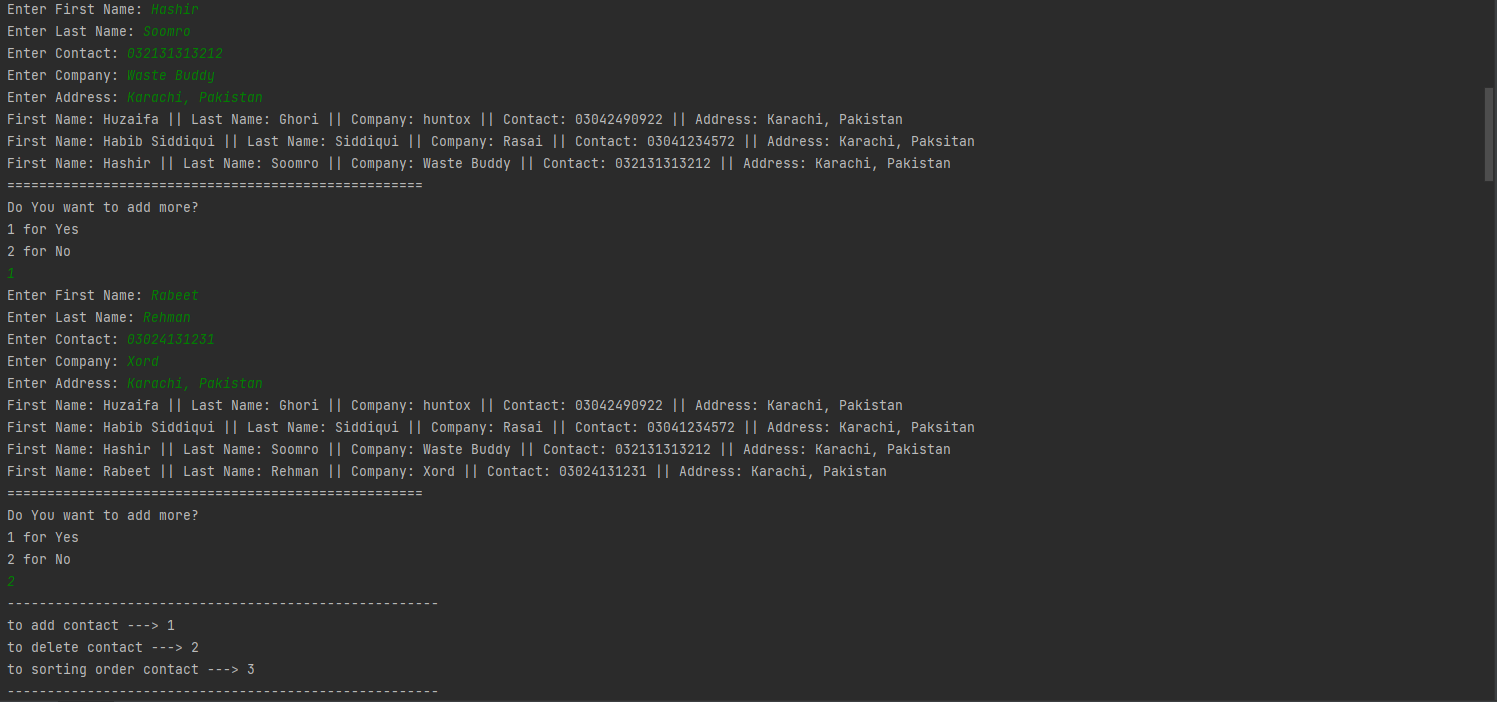 Enter First Name: Hashir
Enter Last Name: Soomro
Enter Contact: 032131313212
Enter Company: Waste Buddy
Enter Address: Karachi, Pakistan
First Name: Huzaifa || Last Name: Ghori || Company: huntox || Contact: 03042490922 || Address: Karachi, Pakistan
First Name: Habib Siddiqui || Last Name: Siddiqui || Company: Rasai || Contact: 03041234572 || Address: Karachi, Paksitan
First Name: Hashir || Last Name: Soomro || Company: Waste Buddy || Contact: 032131313212 || Address: Karachi, Pakistan
====================================================
Do You want to add more?
1 for Yes
2 for No
1
Enter First Name: Rabeet
Enter Last Name: Rehman
Enter Contact: 03024131231
Enter Company: Xord
Enter Address: Karachi, Pakistan
First Name: Huzaifa || Last Name: Ghori || Company: huntox || Contact: 03042490922 || Address: Karachi, Pakistan
First Name: Habib Siddiqui || Last Name: Siddiqui || Company: Rasai || Contact: 03041234572 || Address: Karachi, Paksitan
First Name: Hashir || Last Name: Soomro || Company: Waste Buddy || Contact: 032131313212 || Address: Karachi, Pakistan
First Name: Rabeet || Last Name: Rehman || Company: Xord || Contact: 03024131231 || Address: Karachi, Pakistan
====================================================
Do You want to add more?
1 for Yes
2 for No
2
------------------------------------------------------
to add contact ---> 1
to delete contact ---> 2
to sorting order contact ---> 3
------------------------------------------------------